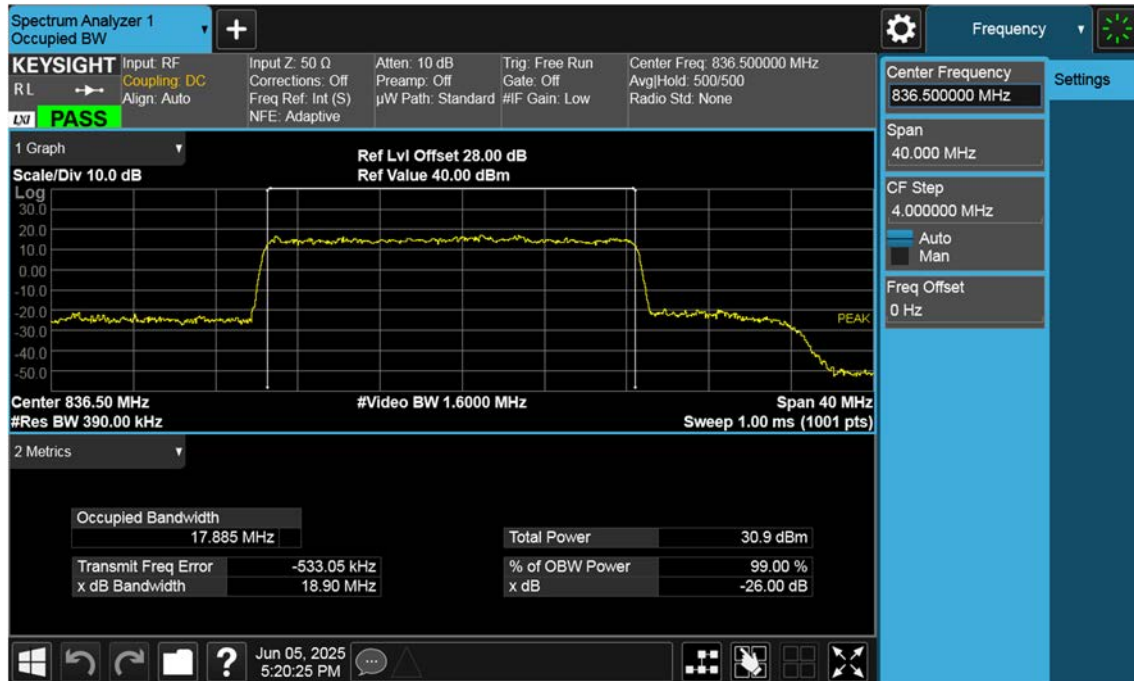 Spectrum Analyzer 1
Occupied BW
Frequency
KEYSIGHT
RL
LXI
PASS
Input: RF
Coupling: DC
Align: Auto
Input Z: 50 Ω
Corrections: Off
Freq Ref: Int (S)
NFE: Adaptive
Atten: 10 dB
Preamp: Off
µW Path: Standard
Trig: Free Run
Gate: Off
#IF Gain: Low
Center Freq: 836.500000 MHz
Avg|Hold: 500/500
Radio Std: None
Center Frequency
836.500000 MHz
Settings
Span
40.000 MHz
CF Step
4.000000 MHz
Auto
Man
Freq Offset
0 Hz
1 Graph
Scale/Div 10.0 dB
Ref Lvl Offset 28.00 dB
Ref Value 40.00 dBm
Log
30.0
20.0
10.0
0.00
-10.0
-20.0
-30.0
-40.0
-50.0
PEAK
Center 836.50 MHz
#Video BW 1.6000 MHz
Span 40 MHz
#Res BW 390.00 kHz
Sweep 1.00 ms (1001 pts)
2 Metrics
Occupied Bandwidth
17.885 MHz
Total Power 30.9 dBm
Transmit Freq Error -533.05 kHz
% of OBW Power 99.00 %
x dB Bandwidth 18.90 MHz
x dB -26.00 dB
?
Jun 05, 2025
5:20:25 PM